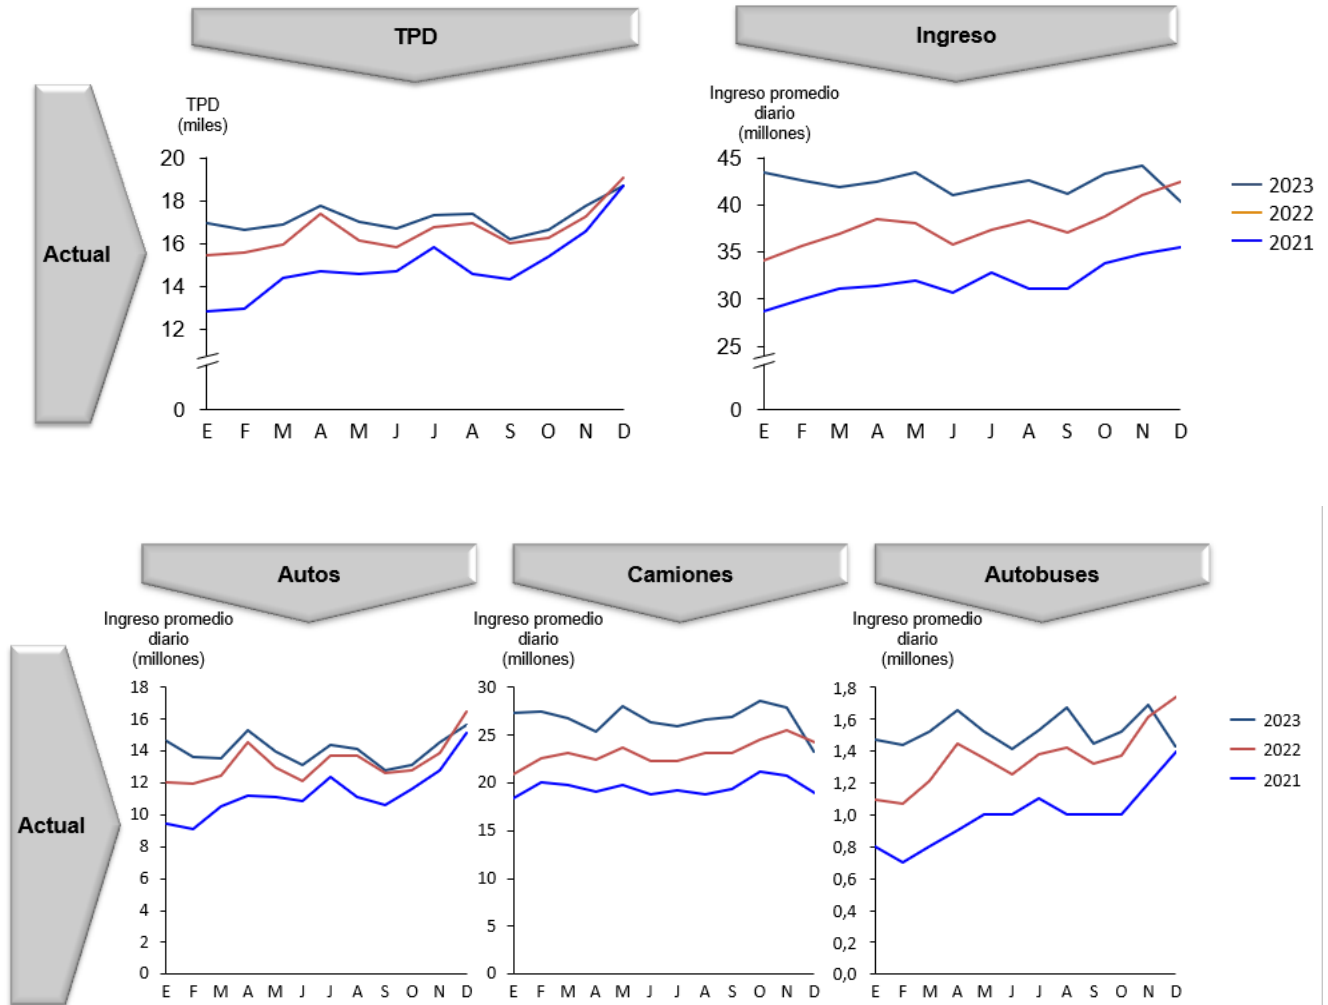 TPD
Ingreso
Actual
TPD
(miles)
20
18
16
14
12
0
E F M A M J J A S O N D
Ingreso promedio
diario
(millones)
45
40
35
30
25
0
E F M A M J J A S O N D
2023
2022
2021
Autos
Camiones
Autobuses
Actual
Ingreso promedio
diario
(millones)
18
16
14
12
10
8
6
4
2
0
E F M A M J J A S O N D
Ingreso promedio
diario
(millones)
30
25
20
15
10
5
0
E F M A M J J A S O N D
Ingreso promedio
diario
(millones)
1,8
1,6
1,4
1,2
1,0
0,8
0,6
0,4
0,2
0,0
E F M A M J J A S O N D
2023
2022
2021